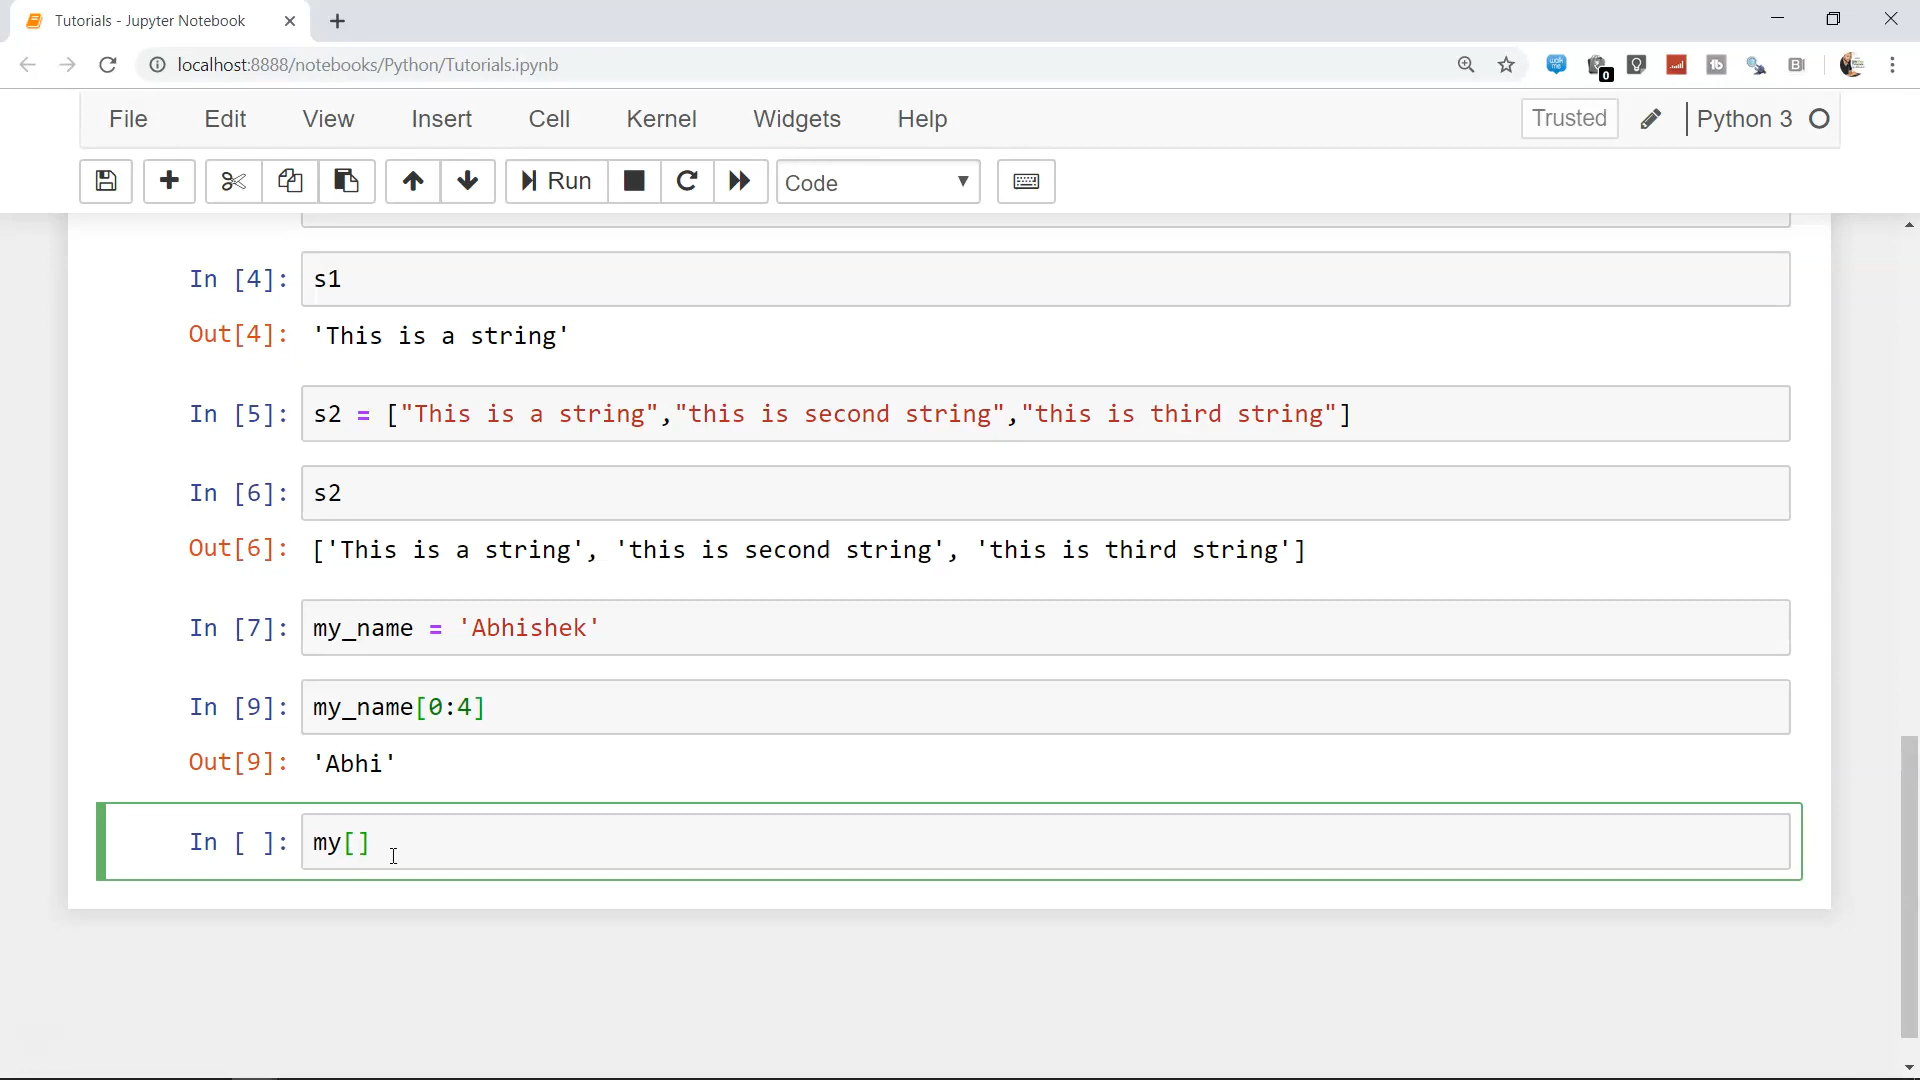 Tutorials - Jupyter Notebook
localhost:8888/notebooks/Python/Tutorials.ipynb
0
File Edit View Insert Cell Kernel Widgets Help Trusted Python 3
Run Code
In [4]: s1
Out[4]: 'This is a string'
In [5]: s2 = ["This is a string","this is second string","this is third string"]
In [6]: s2
Out[6]: ['This is a string', 'this is second string', 'this is third string']
In [7]: my_name = 'Abhishek'
In [9]: my_name[0:4]
Out[9]: 'Abhi'
In [ ]: my[]